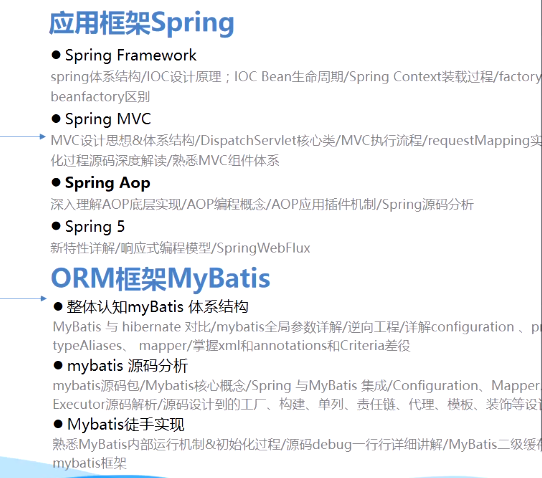 应用框架Spring
● Spring Framework
spring体系结构/IOC设计原理；IOC Bean生命周期/Spring Context装载过程/factory
beanfactory区别
● Spring MVC
MVC设计思想&体系结构/DispatchServlet核心类/MVC执行流程/requestMapping实
化过程源码深度解读/熟悉MVC组件体系
● Spring Aop
深入理解AOP底层实现/AOP编程概念/AOP应用插件机制/Spring源码分析
● Spring 5
新特性详解/响应式编程模型/SpringWebFlux
ORM框架MyBatis
● 整体认知myBatis 体系结构
MyBatis 与 hibernate 对比/mybatis全局参数详解/逆向工程/详解configuration 、pr
typeAliases、 mapper/掌握xml和annotations和Criteria差役
● mybatis 源码分析
mybatis源码包/Mybatis核心概念/Spring 与MyBatis 集成/Configuration、Mapper
Executor源码解析/源码设计到的工厂、构建、单列、责任链、代理、模板、装饰等设
● Mybatis徒手实现
熟悉MyBatis内部运行机制&初始化过程/源码debug一行行详细讲解/MyBatis二级缓存
mybatis框架